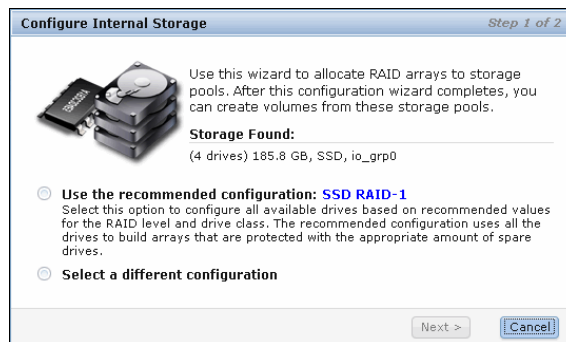 Configure Internal Storage
Step 1 of 2
Use this wizard to allocate RAID arrays to storage
pools. After this configuration wizard completes, you
can create volumes from these storage pools.
Storage Found:
(4 drives) 185.8 GB, SSD, io_grp0
Use the recommended configuration: SSD RAID-1
Select this option to configure all available drives based on recommended values
for the RAID level and drive class. The recommended configuration uses all the
drives to build arrays that are protected with the appropriate amount of spare
drives.
Select a different configuration
Next >
Cancel